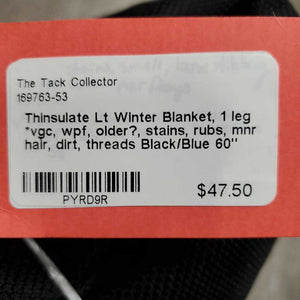 The Tack Collector
169763-53
Thinsulate Lt Winter Blanket, 1 leg
*vgc, wpf, older?, stains, rubs, mnr
hair, dirt, threads Black/Blue 60"
$47.50
PYRD9R